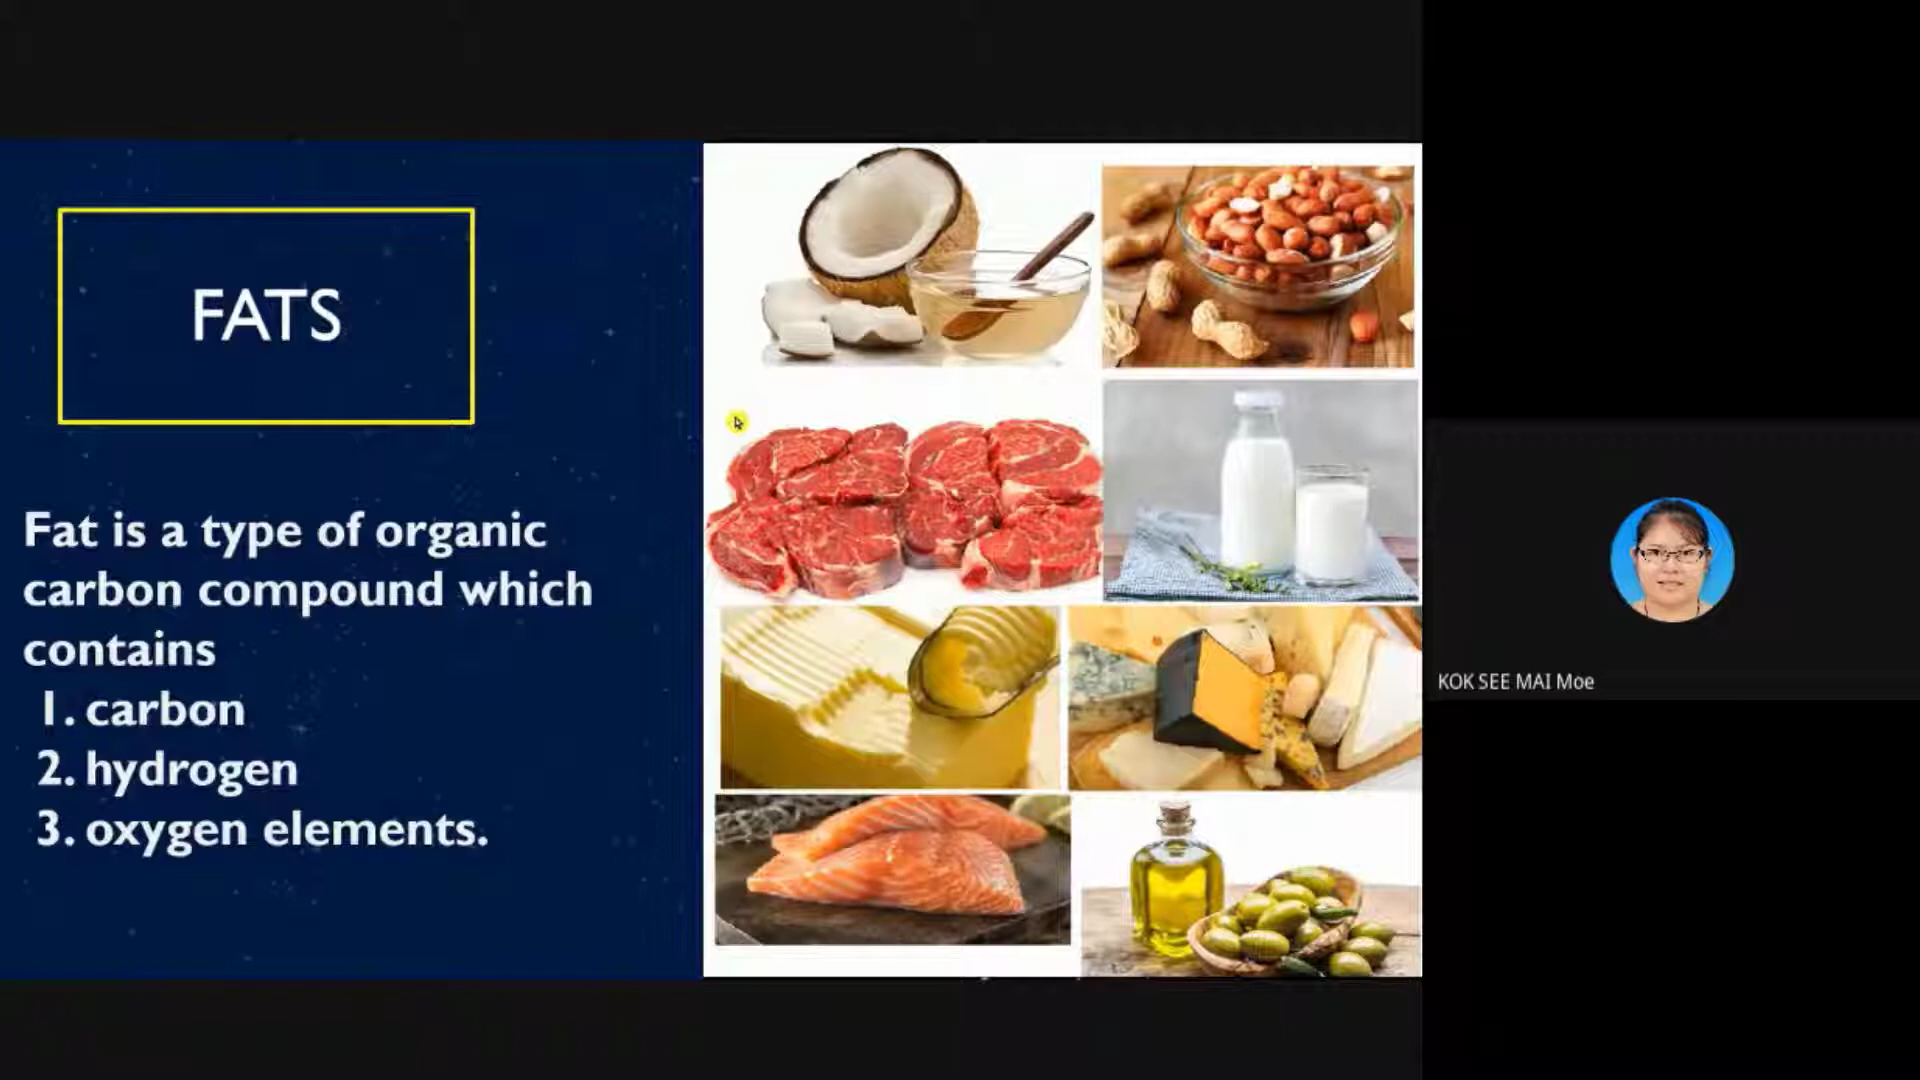 FATS
Fat is a type of organic
carbon compound which
contains
1. carbon
2. hydrogen
3. oxygen elements.
KOK SEE MAI Moe